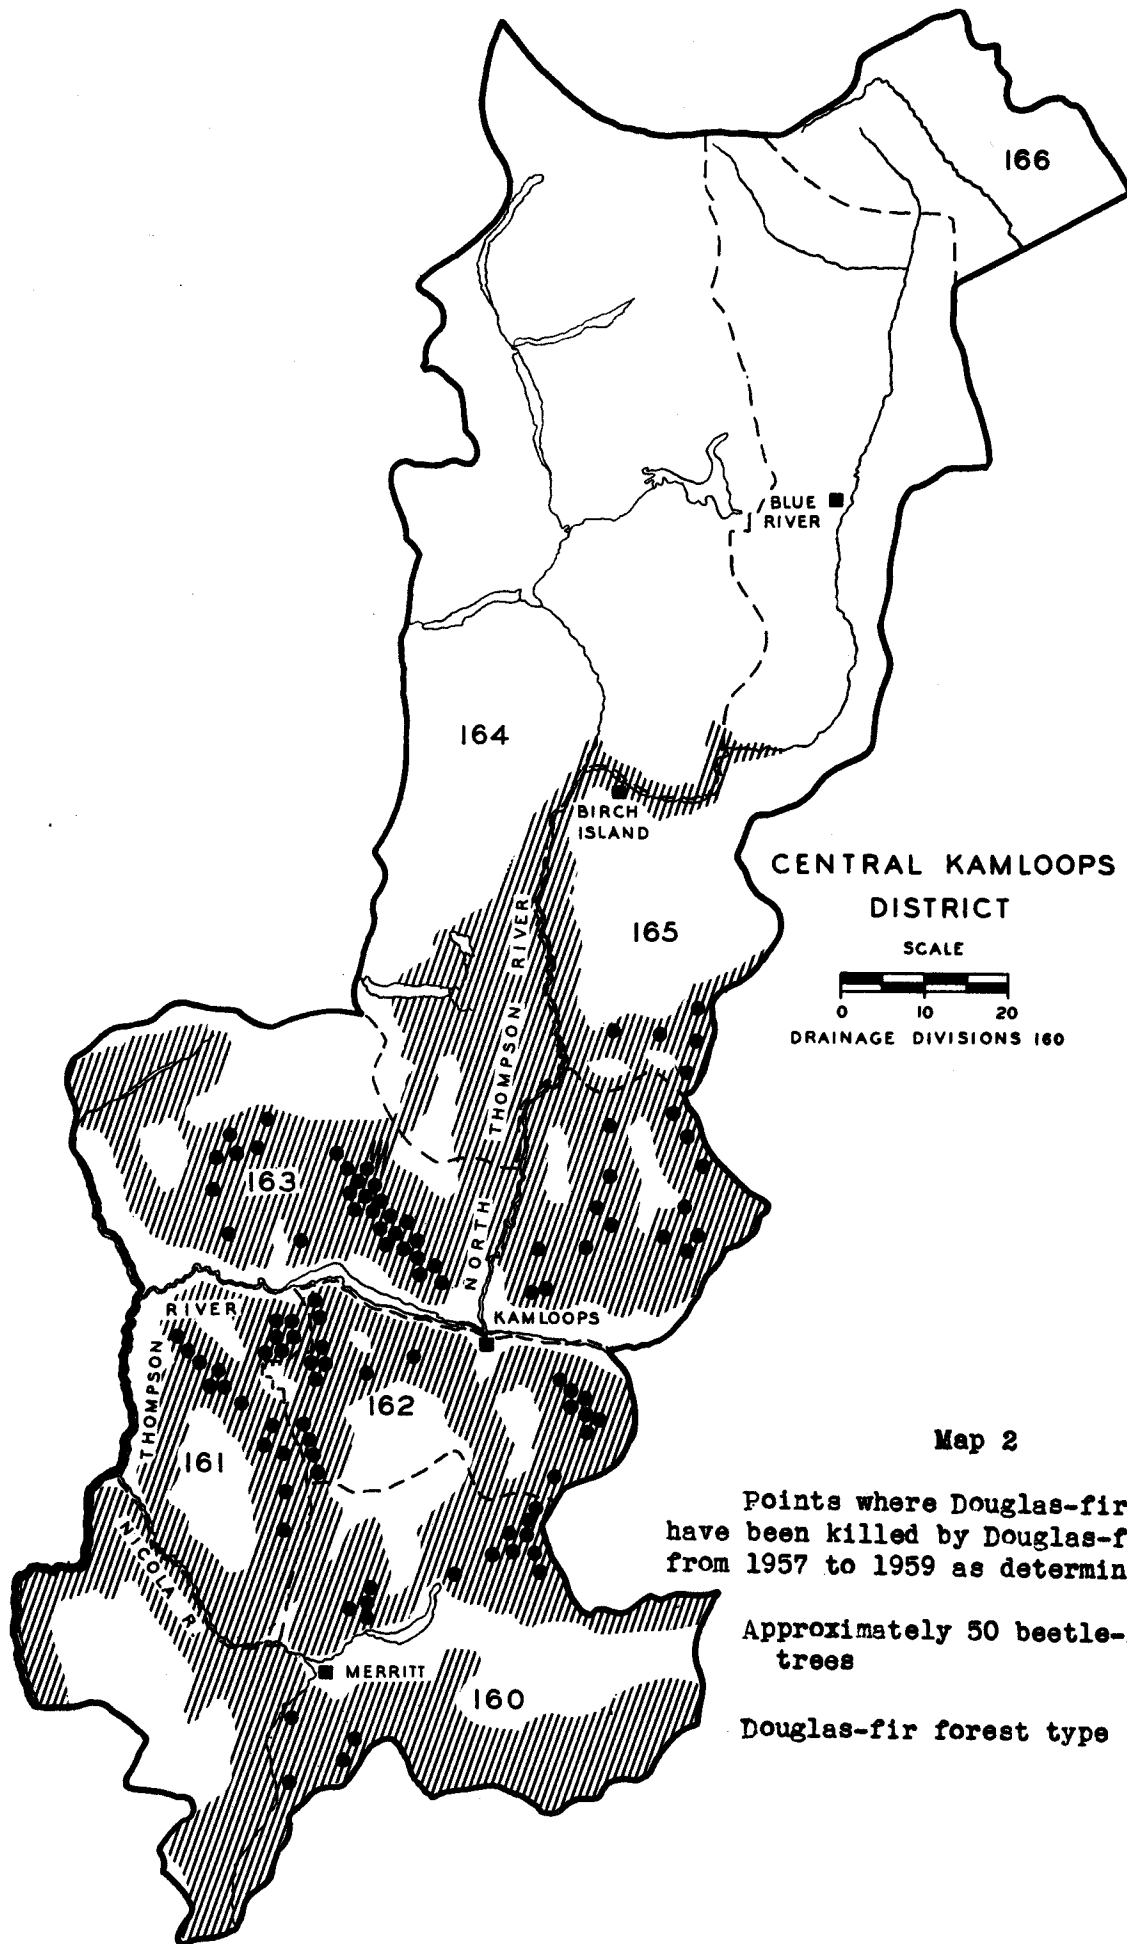 166
BLUE
RIVER
164
BIRCH
ISLAND
CENTRAL KAMLOOPS
DISTRICT
SCALE
0 10 20
DRAINAGE DIVISIONS 160
165
NORTH THOMPSON RIVER
163
KAMLOOPS
THOMPSON RIVER
162
161
NICOLA R.
MERRITT
160
Map 2
Points where Douglas-fir
have been killed by Douglas-f
from 1957 to 1959 as determin
Approximately 50 beetle-
trees
Douglas-fir forest type